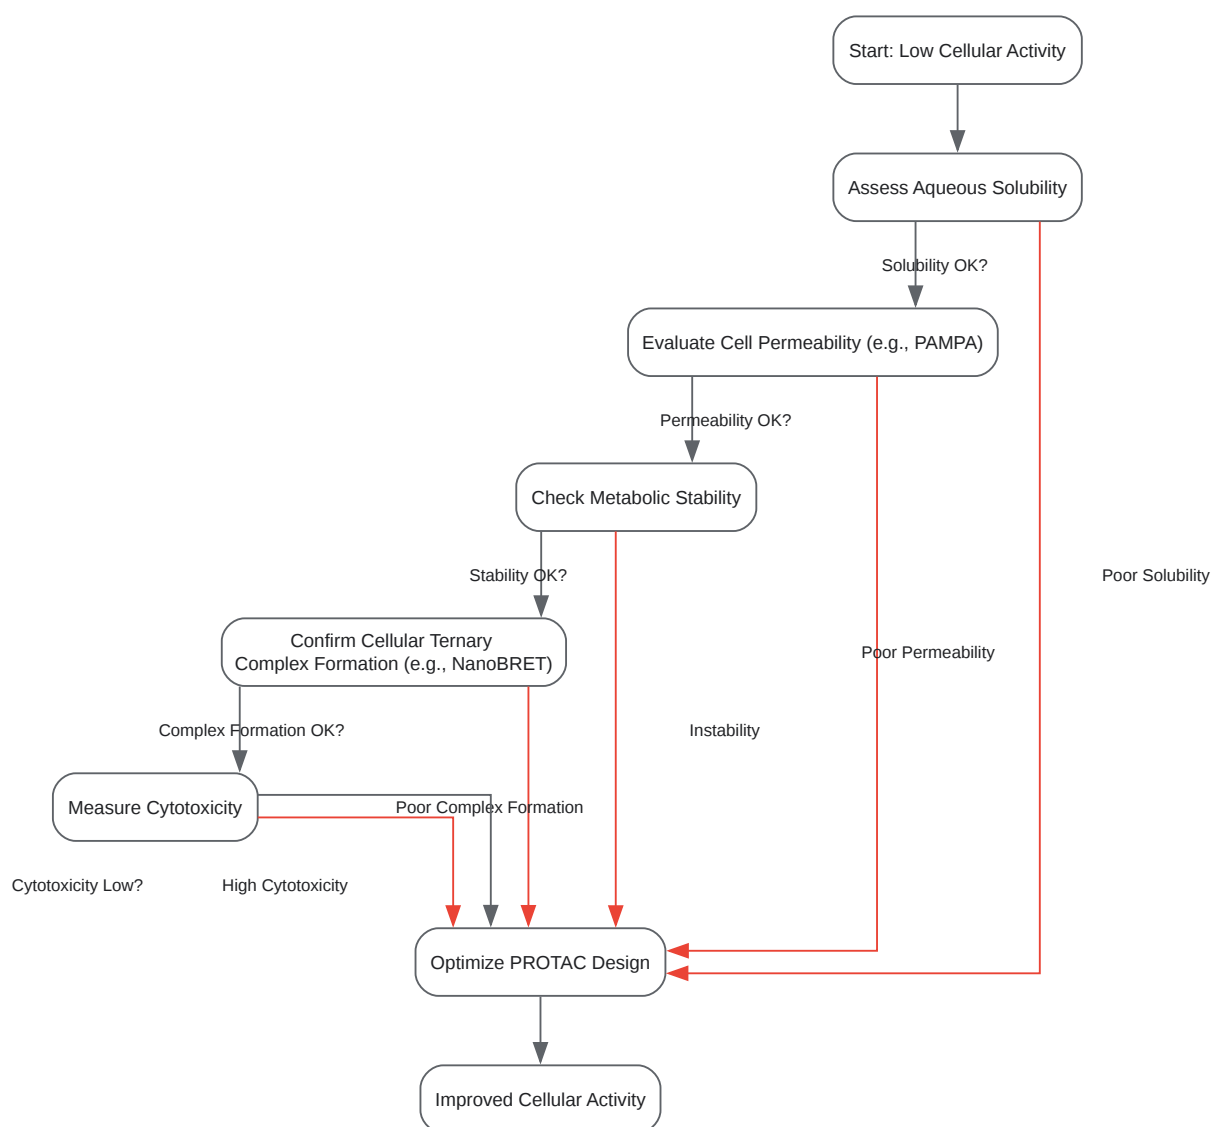 Start: Low Cellular Activity
Assess Aqueous Solubility
Solubility OK?
Evaluate Cell Permeability (e.g., PAMPA)
Permeability OK?
Check Metabolic Stability
Stability OK?
Poor Solubility
Confirm Cellular Ternary
Complex Formation (e.g., NanoBRET)
Poor Permeability
Complex Formation OK?
Instability
Measure Cytotoxicity
Poor Complex Formation
Cytotoxicity Low?
High Cytotoxicity
Optimize PROTAC Design
Improved Cellular Activity